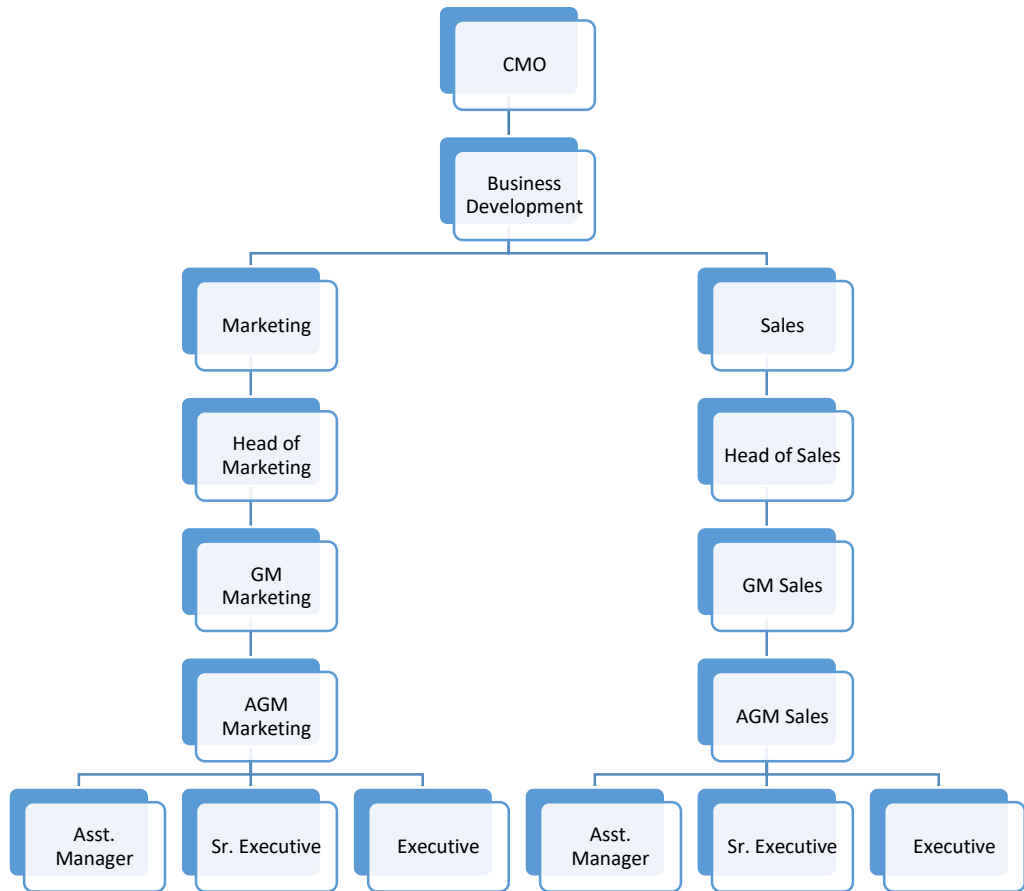 CMO
Business
Development
Marketing
Sales
Head of
Marketing
Head of Sales
GM
Marketing
GM Sales
AGM
Marketing
AGM Sales
Asst.
Manager
Sr. Executive
Executive
Asst.
Manager
Sr. Executive
Executive